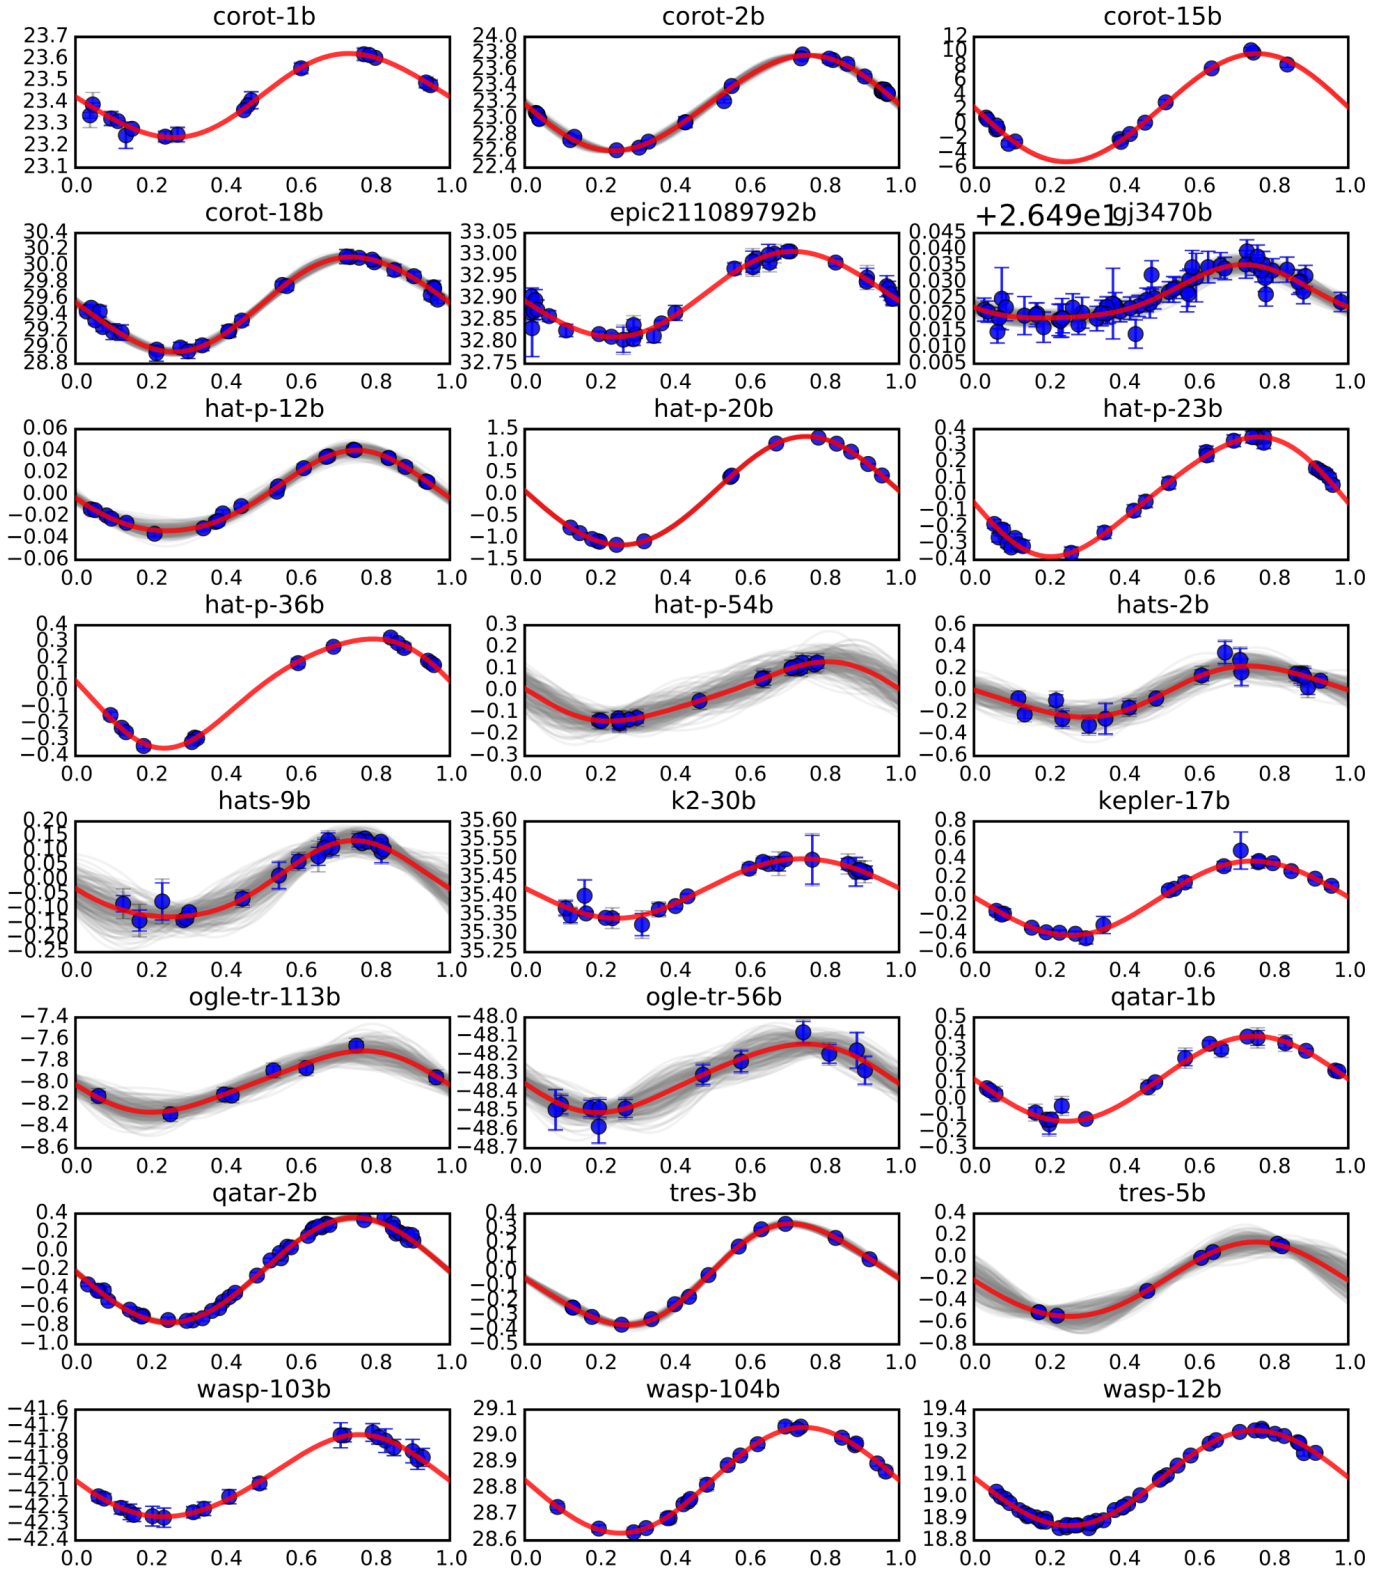 corot-1b corot-2b corot-15b
23.7 23.6 23.5 23.4 23.3 23.2 23.1
24.0 23.8 23.6 23.4 23.2 23.0 22.8 22.6 22.4
12 10 8 6 4 2 0 −2 −4 −6
0.0 0.2 0.4 0.6 0.8 1.0 0.0 0.2 0.4 0.6 0.8 1.0 0.0 0.2 0.4 0.6 0.8 1.0
corot-18b epic211089792b +2.649e1 gj3470b
30.4 30.2 30.0 29.8 29.6 29.4 29.2 29.0 28.8
33.05 33.00 32.95 32.90 32.85 32.80 32.75
0.045 0.040 0.035 0.030 0.025 0.020 0.015 0.010 0.005
0.0 0.2 0.4 0.6 0.8 1.0 0.0 0.2 0.4 0.6 0.8 1.0 0.0 0.2 0.4 0.6 0.8 1.0
hat-p-12b hat-p-20b hat-p-23b
0.06 0.04 0.02 0.00 −0.02 −0.04 −0.06
1.5 1.0 0.5 0.0 −0.5 −1.0 −1.5
0.4 0.3 0.2 0.1 0.0 −0.1 −0.2 −0.3 −0.4
0.0 0.2 0.4 0.6 0.8 1.0 0.0 0.2 0.4 0.6 0.8 1.0 0.0 0.2 0.4 0.6 0.8 1.0
hat-p-36b hat-p-54b hats-2b
0.4 0.3 0.2 0.1 0.0 −0.1 −0.2 −0.3 −0.4
0.3 0.2 0.1 0.0 −0.1 −0.2 −0.3
0.6 0.4 0.2 0.0 −0.2 −0.4 −0.6
0.0 0.2 0.4 0.6 0.8 1.0 0.0 0.2 0.4 0.6 0.8 1.0 0.0 0.2 0.4 0.6 0.8 1.0
hats-9b k2-30b kepler-17b
0.20 0.15 0.10 0.05 0.00 −0.05 −0.10 −0.15 −0.20 −0.25
35.60 35.55 35.50 35.45 35.40 35.35 35.30 35.25
0.8 0.6 0.4 0.2 0.0 −0.2 −0.4 −0.6
0.0 0.2 0.4 0.6 0.8 1.0 0.0 0.2 0.4 0.6 0.8 1.0 0.0 0.2 0.4 0.6 0.8 1.0
ogle-tr-113b ogle-tr-56b qatar-1b
−7.4 −7.6 −7.8 −8.0 −8.2 −8.4 −8.6
−48.0 −48.1 −48.2 −48.3 −48.4 −48.5 −48.6 −48.7
0.5 0.4 0.3 0.2 0.1 0.0 −0.1 −0.2 −0.3
0.0 0.2 0.4 0.6 0.8 1.0 0.0 0.2 0.4 0.6 0.8 1.0 0.0 0.2 0.4 0.6 0.8 1.0
qatar-2b tres-3b tres-5b
0.4 0.2 0.0 −0.2 −0.4 −0.6 −0.8 −1.0
0.4 0.3 0.2 0.1 0.0 −0.1 −0.2 −0.3 −0.4 −0.5
0.4 0.2 0.0 −0.2 −0.4 −0.6 −0.8
0.0 0.2 0.4 0.6 0.8 1.0 0.0 0.2 0.4 0.6 0.8 1.0 0.0 0.2 0.4 0.6 0.8 1.0
wasp-103b wasp-104b wasp-12b
−41.6 −41.7 −41.8 −41.9 −42.0 −42.1 −42.2 −42.3 −42.4
29.1 29.0 28.9 28.8 28.7 28.6
19.4 19.3 19.2 19.1 19.0 18.9 18.8
0.0 0.2 0.4 0.6 0.8 1.0 0.0 0.2 0.4 0.6 0.8 1.0 0.0 0.2 0.4 0.6 0.8 1.0